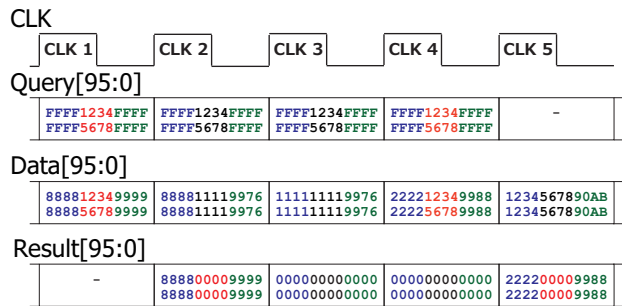 CLK
CLK 1 CLK 2 CLK 3 CLK 4 CLK 5
Query[95:0]
FFFF1234FFFF FFFF1234FFFF FFFF1234FFFF FFFF1234FFFF -
FFFF5678FFFF FFFF5678FFFF FFFF5678FFFF FFFF5678FFFF
Data[95:0]
888812349999 888811119976 111111119976 222212349988 1234567890AB
888856789999 888811119976 111111119976 222256789988 1234567890AB
Result[95:0]
- 888800009999 000000000000 000000000000 222200009988
888800009999 000000000000 000000000000 222200009988